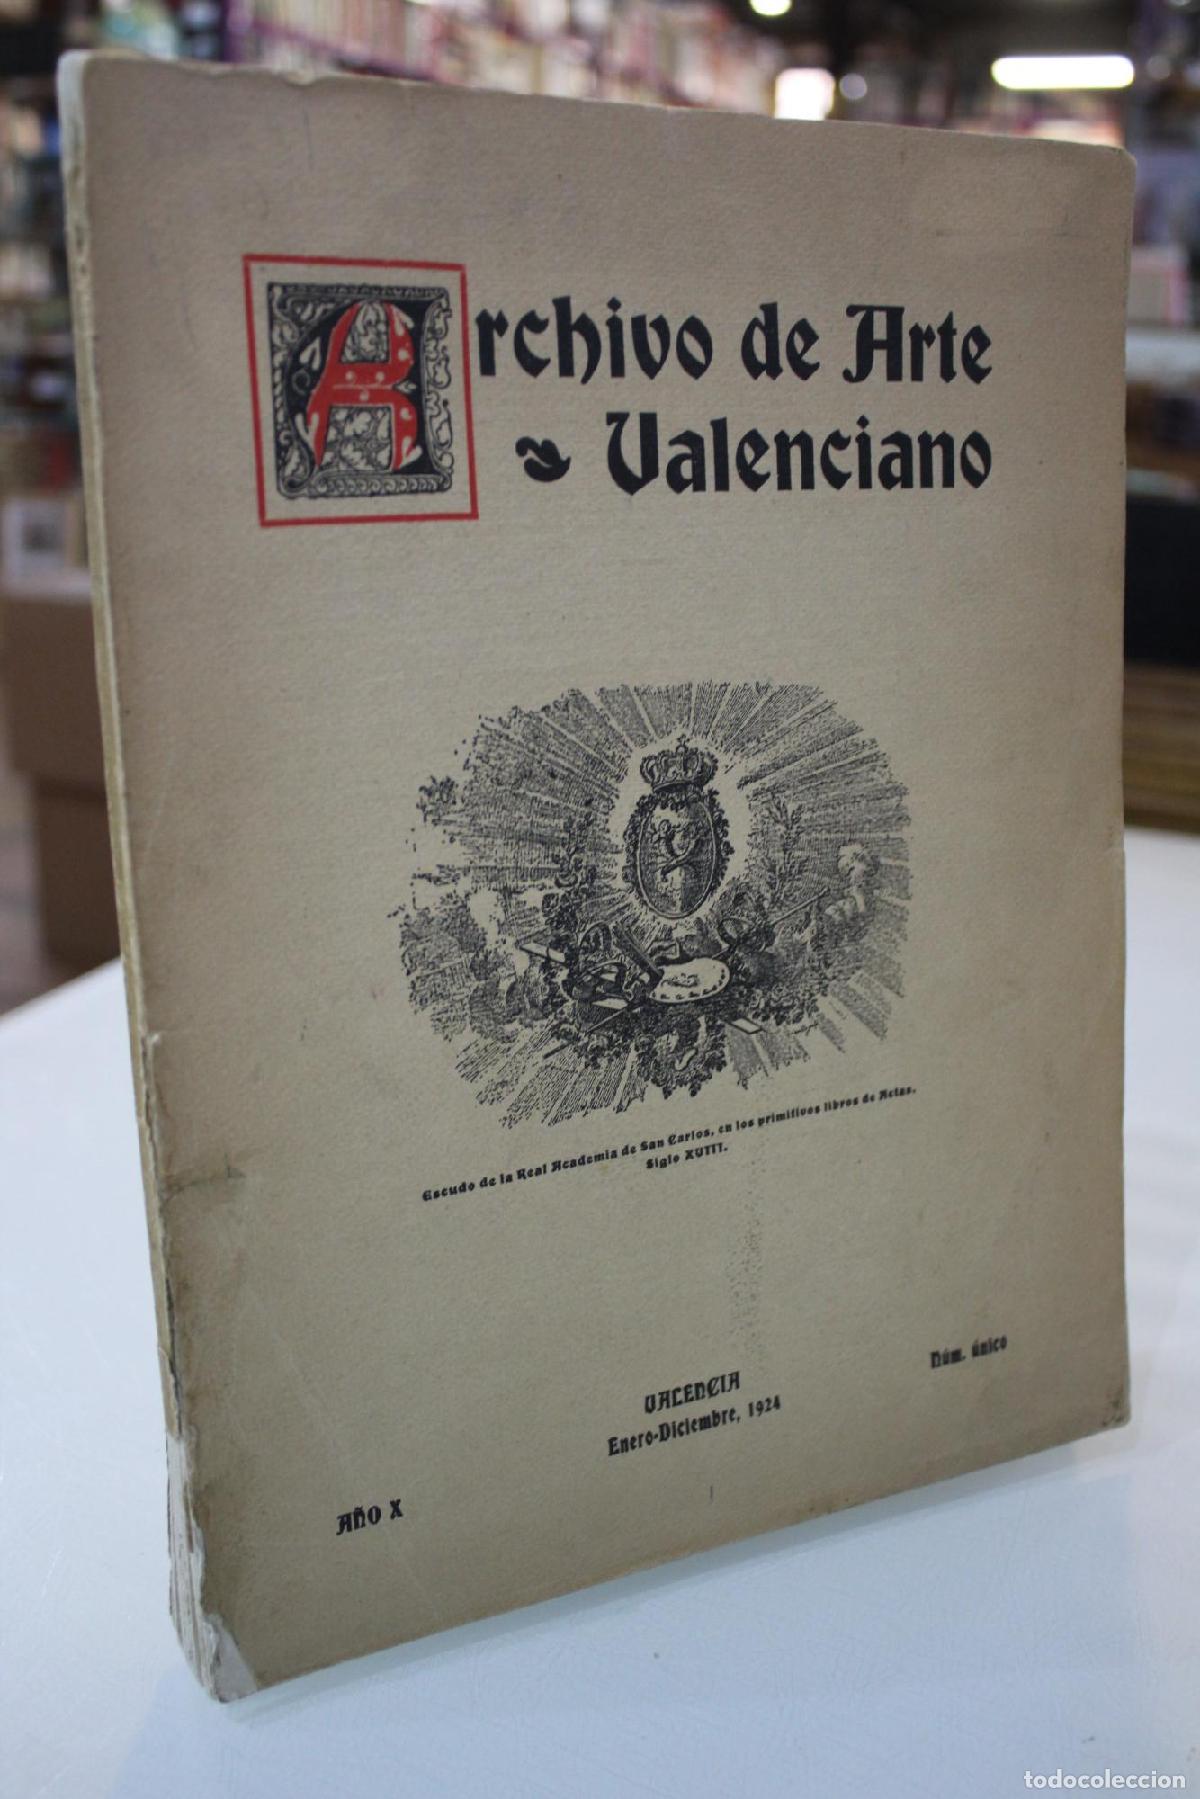 Archivo de Arte
Valenciano
Escudo de la Real Academia de San Carlos, en los primitivos libros de Actas.
Siglo XVIII.
Núm. único
VALENCIA
Enero-Diciembre, 1924
AÑO X
todocoleccion